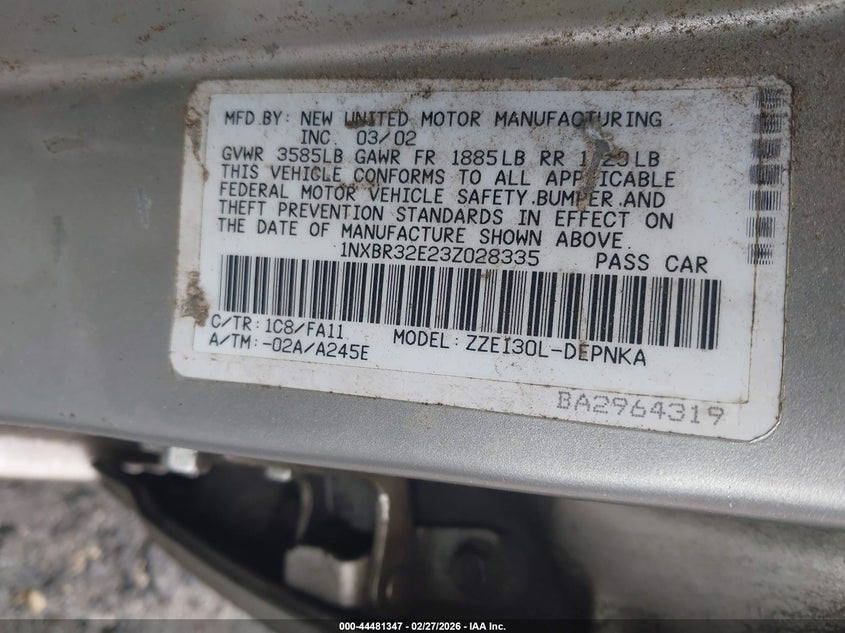 MFD.BY: NEW UNITED MOTOR MANUFACTURING
INC. 03/02
GVWR 3585LB GAWR FR 1885LB RR LB
THIS VEHICLE CONFORMS TO ALL APPLICABLE
FEDERAL MOTOR VEHICLE SAFETY,BUMPER,AND
THEFT PREVENTION STANDARDS IN EFFECT ON
THE DATE OF MANUFACTURE SHOWN ABOVE.
1NXBR32E23Z028335 PASS CAR
C/TR: 1C8/FA11
A/TM:-02A/A245E
MODEL: ZZE130L-DEPNKA
BA2964319
000-44481347 - 02/27/2026 - IAA Inc.